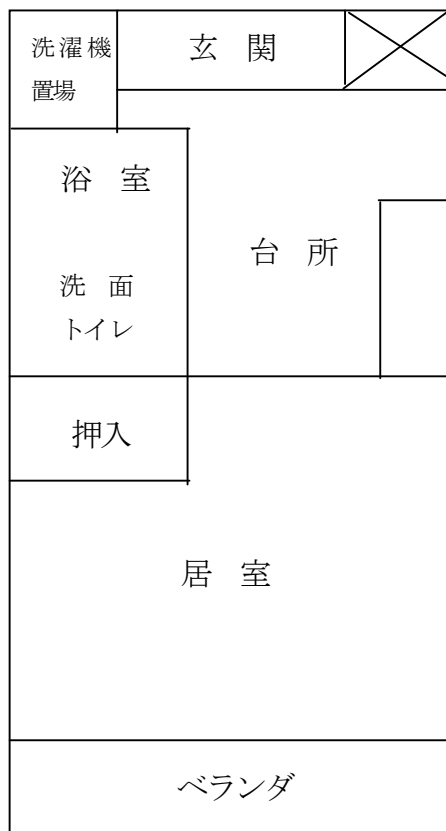 洗濯機
置場
玄 関
浴 室
洗 面
トイレ
台 所
押入
居 室
ベランダ